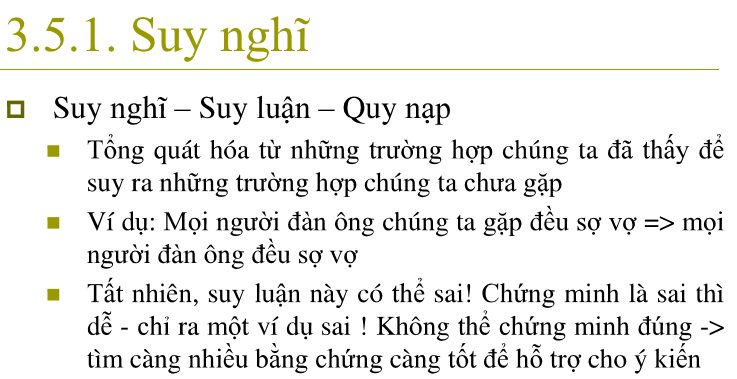 3.5.1. Suy nghĩ
Suy nghĩ – Suy luận – Quy nạp
Tổng quát hóa từ những trường hợp chúng ta đã thấy để
suy ra những trường hợp chúng ta chưa gặp
Ví dụ: Mọi người đàn ông chúng ta gặp đều sợ vợ => mọi
người đàn ông đều sợ vợ
Tất nhiên, suy luận này có thể sai! Chứng minh là sai thì
dễ - chỉ ra một ví dụ sai ! Không thể chứng minh đúng ->
tìm càng nhiều bằng chứng càng tốt để hỗ trợ cho ý kiến